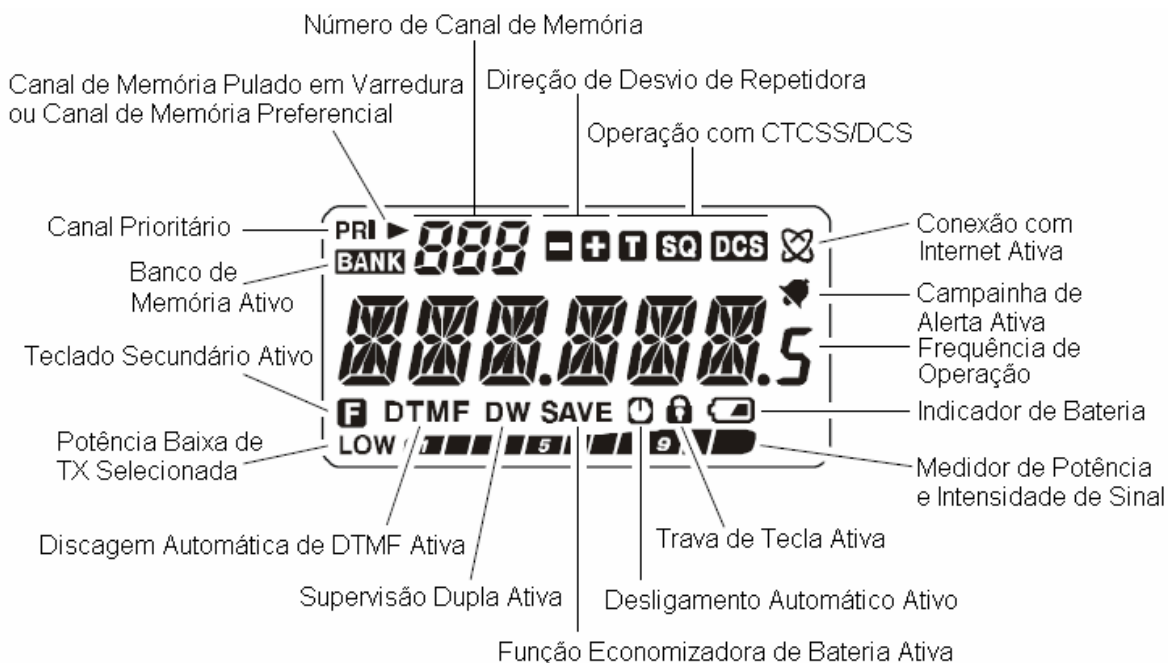 Número de Canal de Memória
Canal de Memória Pulado em Varredura
ou Canal de Memória Preferencial
Direção de Desvio de Repetidora
Operação com CTCSS/DCS
Canal Prioritário
Banco de
Memória Ativo
Teclado Secundário Ativo
Potência Baixa de
TX Selecionada
PRI
888
T SQ DCS
BANK
.5
F DTMF DW SAVE
LOW 1 5 9
Conexão com
Internet Ativa
Campainha de
Alerta Ativa
Frequência de
Operação
Indicador de Bateria
Medidor de Potência
e Intensidade de Sinal
Discagem Automática de DTMF Ativa
Trava de Tecla Ativa
Supervisão Dupla Ativa
Desligamento Automático Ativo
Função Economizadora de Bateria Ativa